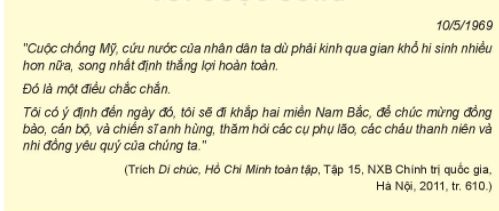 10/5/1969
"Cuộc chống Mỹ, cứu nước của nhân dân ta dù phải kinh qua gian khổ hi sinh nhiều
hơn nữa, song nhất định thắng lợi hoàn toàn.
Đó là một điều chắc chắn.
Tôi có ý định đến ngày đó, tôi sẽ đi khắp hai miền Nam Bắc, để chúc mừng đồng
bào, cán bộ, và chiến sĩ anh hùng, thăm hỏi các cụ phụ lão, các cháu thanh niên và
nhi đồng yêu quý của chúng ta."
(Trích Di chúc, Hồ Chí Minh toàn tập, Tập 15, NXB Chính trị quốc gia,
Hà Nội, 2011, tr. 610.)